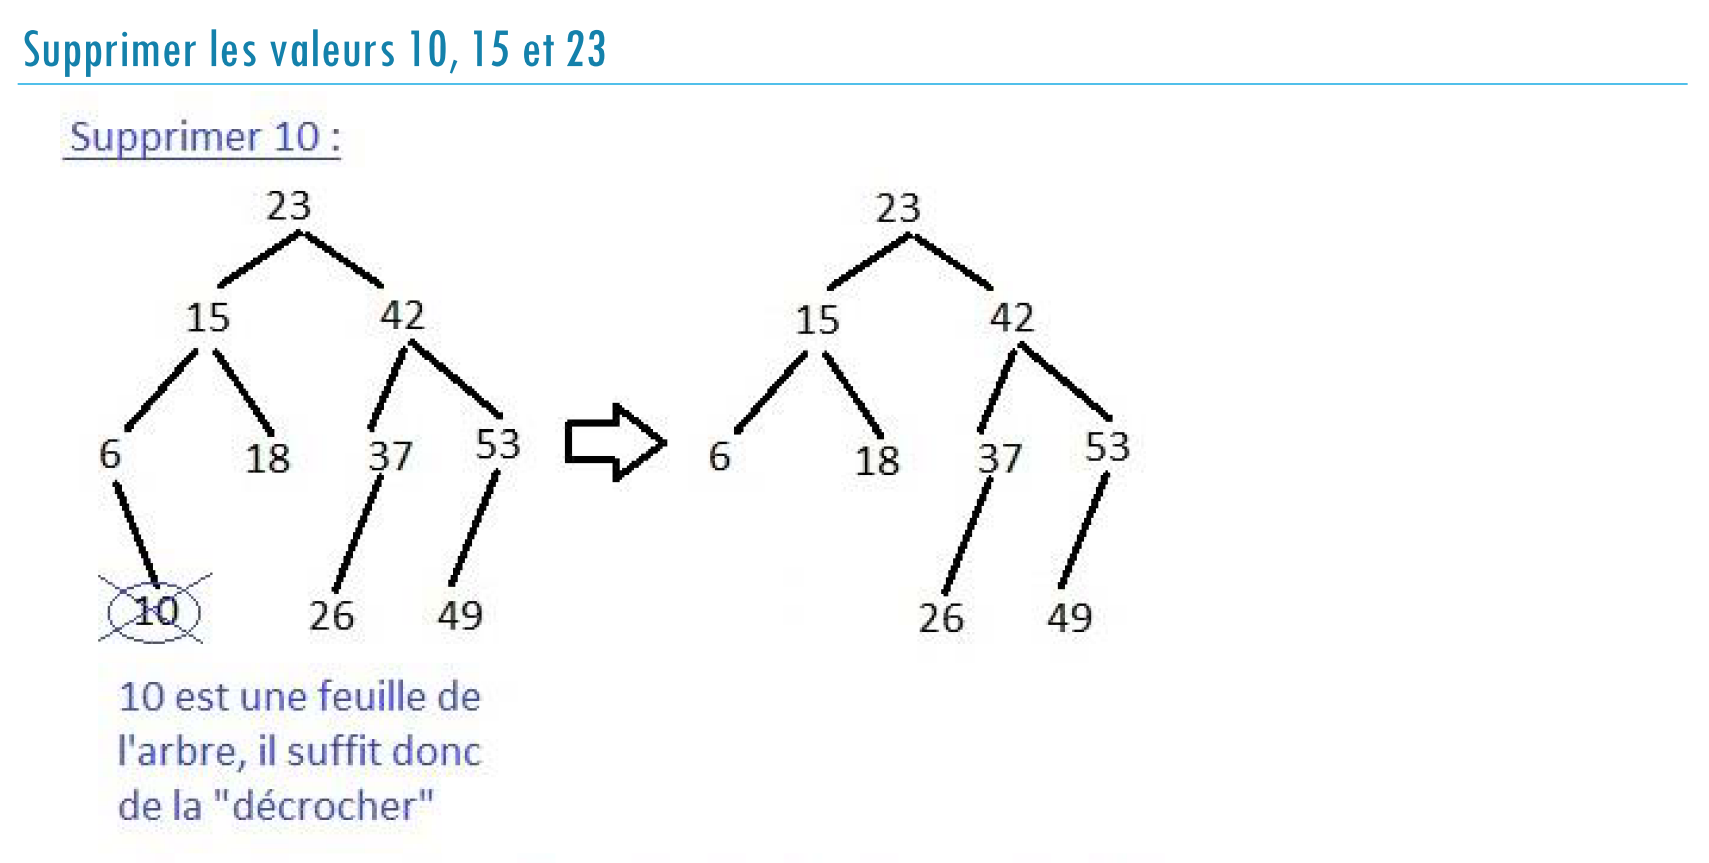 Supprimer les valeurs 10, 15 et 23
Supprimer 10 :
23 23
15 42 15 42
6 18 37 53 6 18 37 53
10 26 49 26 49
10 est une feuille de
l'arbre, il suffit donc
de la "décrocher"